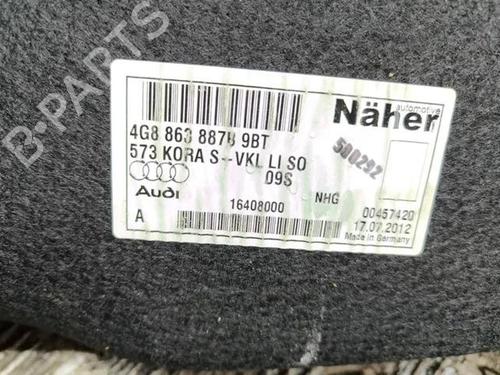 B-PARTS
Näher
automotive
4G8 863 887B 9BT
500252
573 KORA S--VKL LI SO
09S
Audi
16408000
NHG
00457420
A
17.07.2012
Made in Germany